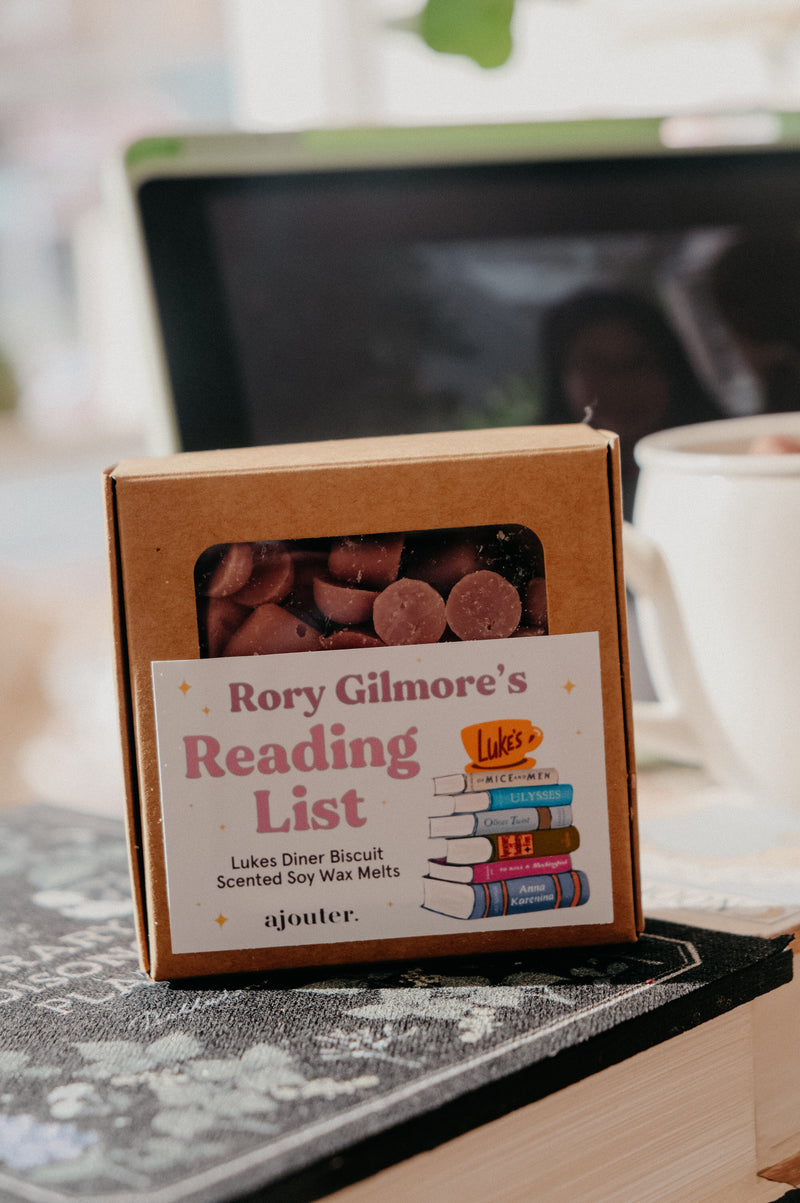 Rory Gilmore's
Reading
List
Lukes Diner Biscuit
Scented Soy Wax Melts
ajouter.
LUKE'S
OF MICE AND MEN
ULYSSES
Oliver Twist
TO KILL A Mockingbird
Anna
Karenina